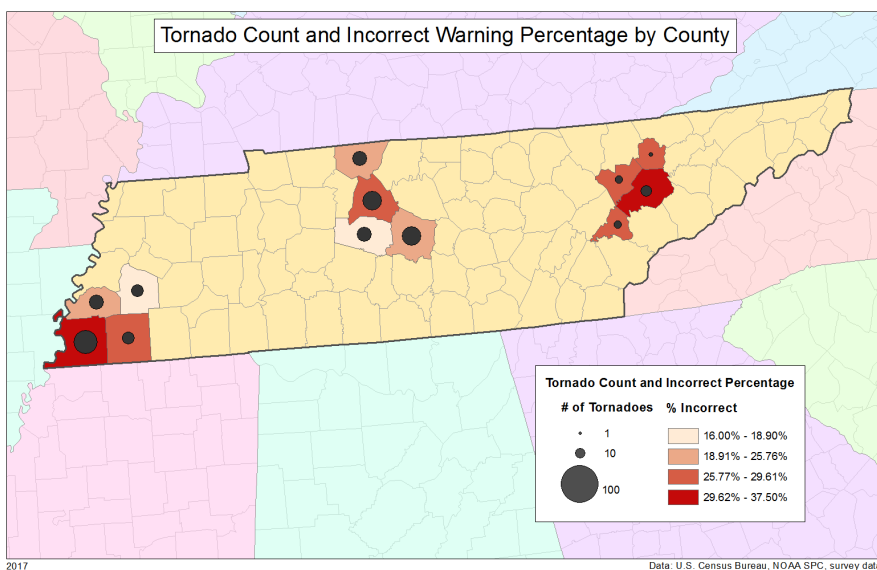 Tornado Count and Incorrect Warning Percentage by County
Tornado Count and Incorrect Percentage
# of Tornadoes % Incorrect
1
10
100
16.00% - 18.90%
18.91% - 25.76%
25.77% - 29.61%
29.62% - 37.50%
2017
Data: U.S. Census Bureau, NOAA SPC, survey data